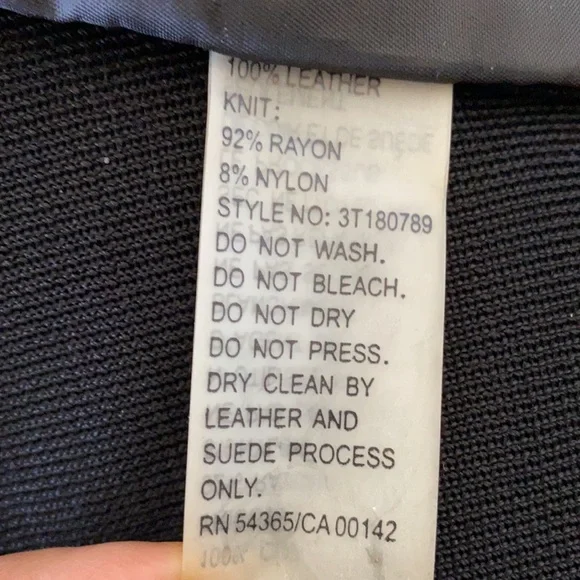 100% LEATHER
KNIT:
92% RAYON
8% NYLON
STYLE NO: 3T180789
DO NOT WASH.
DO NOT BLEACH.
DO NOT DRY
DO NOT PRESS.
DRY CLEAN BY
LEATHER AND
SUEDE PROCESS
ONLY.
RN 54365/CA 00142